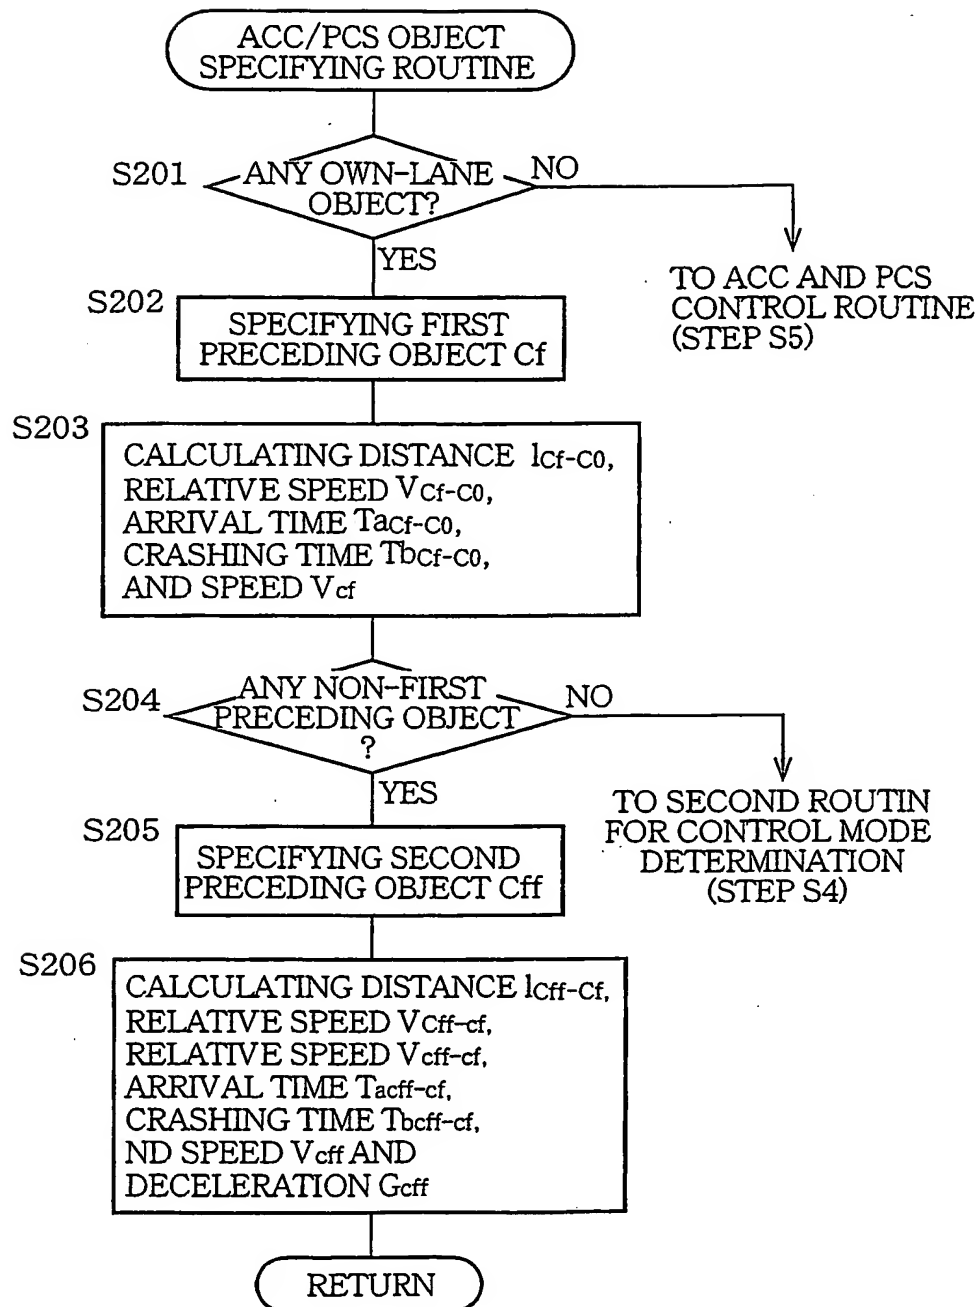 ACC/PCS OBJECT
SPECIFYING ROUTINE
S201
ANY OWN-LANE
OBJECT?
NO
YES
TO ACC AND PCS
CONTROL ROUTINE
(STEP S5)
S202
SPECIFYING FIRST
PRECEDING OBJECT Cf
S203
CALCULATING DISTANCE lCf-C0,
RELATIVE SPEED VCf-C0,
ARRIVAL TIME TaCf-C0,
CRASHING TIME TbCf-C0,
AND SPEED Vcf
S204
ANY NON-FIRST
PRECEDING OBJECT
?
NO
YES
TO SECOND ROUTIN
FOR CONTROL MODE
DETERMINATION
(STEP S4)
S205
SPECIFYING SECOND
PRECEDING OBJECT Cff
S206
CALCULATING DISTANCE lCff-Cf,
RELATIVE SPEED VCff-cf,
RELATIVE SPEED Vcff-cf,
ARRIVAL TIME Tacff-cf,
CRASHING TIME Tbcff-cf,
ND SPEED Vcff AND
DECELERATION Gcff
RETURN